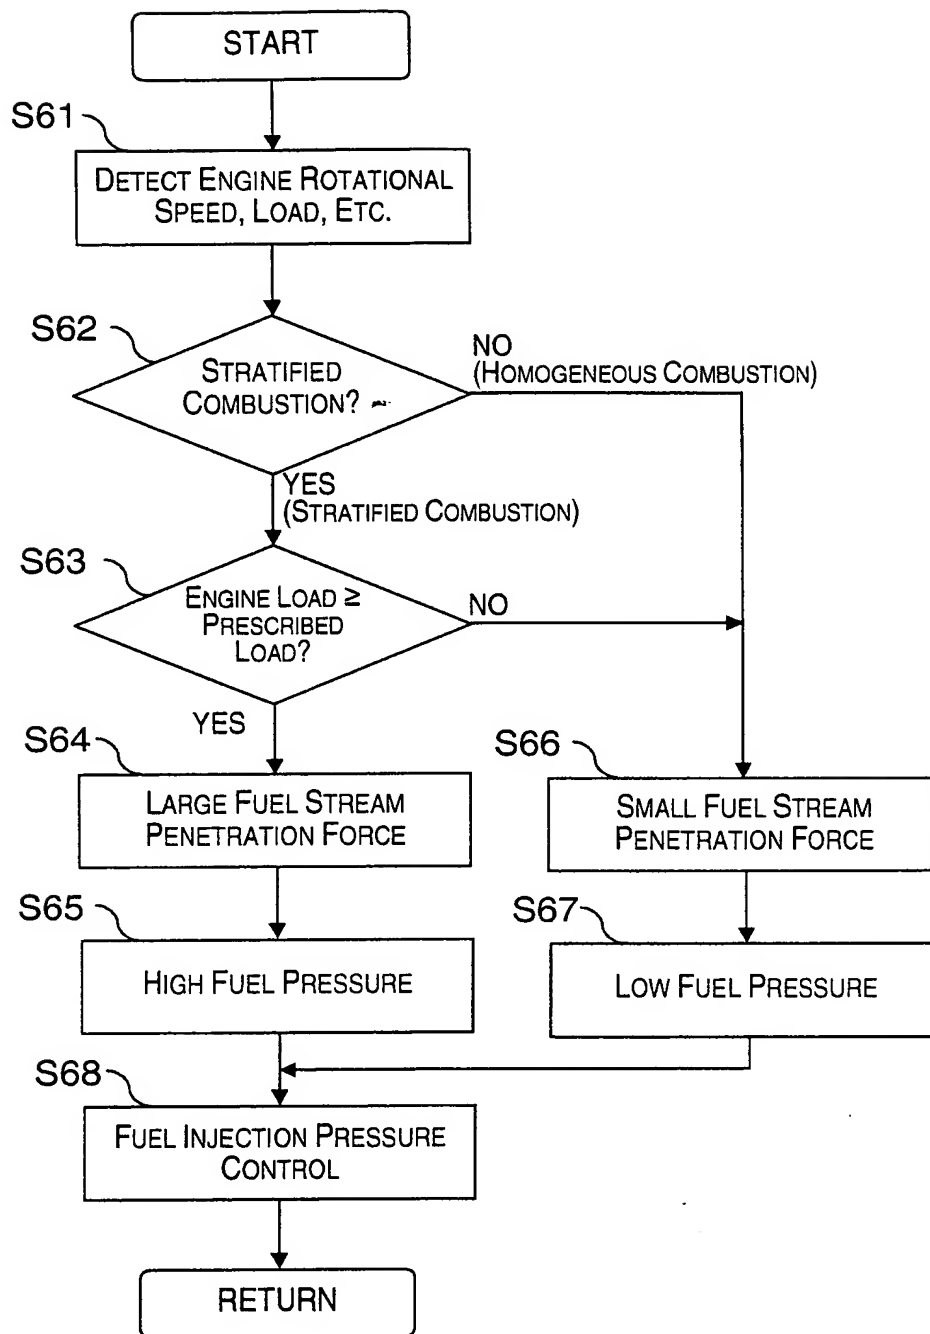 START
S61
DETECT ENGINE ROTATIONAL
SPEED, LOAD, ETC.
S62
STRATIFIED
COMBUSTION?
NO
(HOMOGENEOUS COMBUSTION)
YES
(STRATIFIED COMBUSTION)
S63
ENGINE LOAD ≥
PRESCRIBED
LOAD?
NO
YES
S64
LARGE FUEL STREAM
PENETRATION FORCE
S66
SMALL FUEL STREAM
PENETRATION FORCE
S65
HIGH FUEL PRESSURE
S67
LOW FUEL PRESSURE
S68
FUEL INJECTION PRESSURE
CONTROL
RETURN